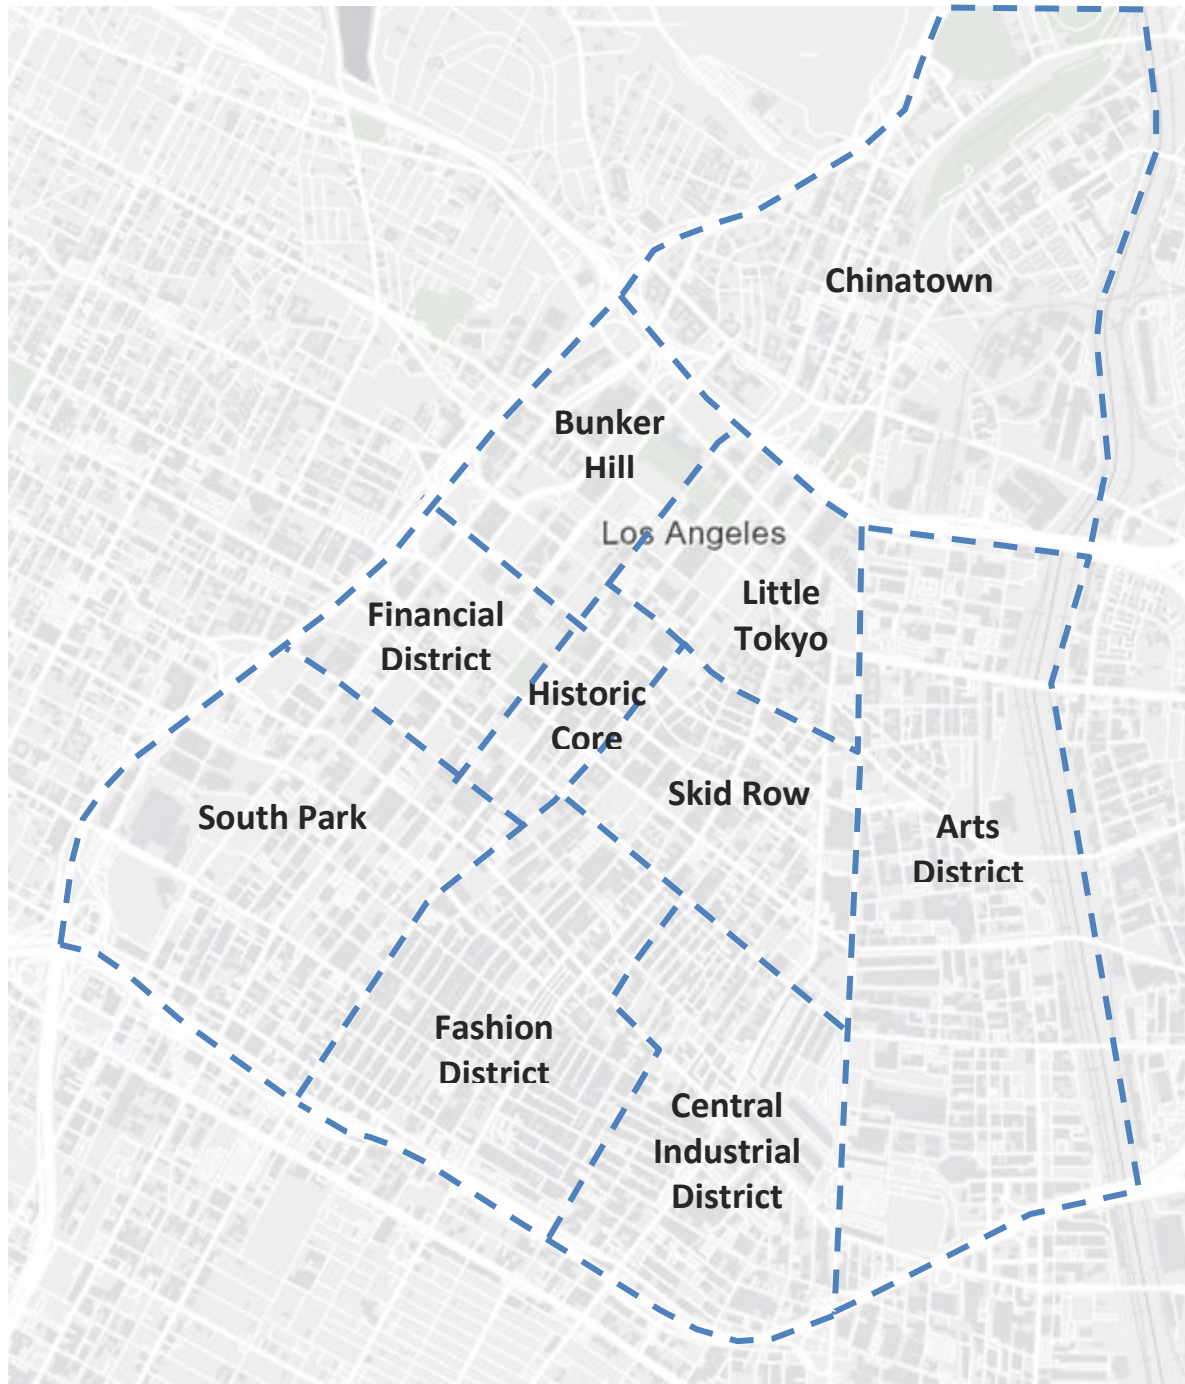 Chinatown
Bunker
Hill
Los Angeles
Little
Tokyo
Financial
District
Historic
Core
Skid Row
South Park
Arts
District
Fashion
District
Central
Industrial
District